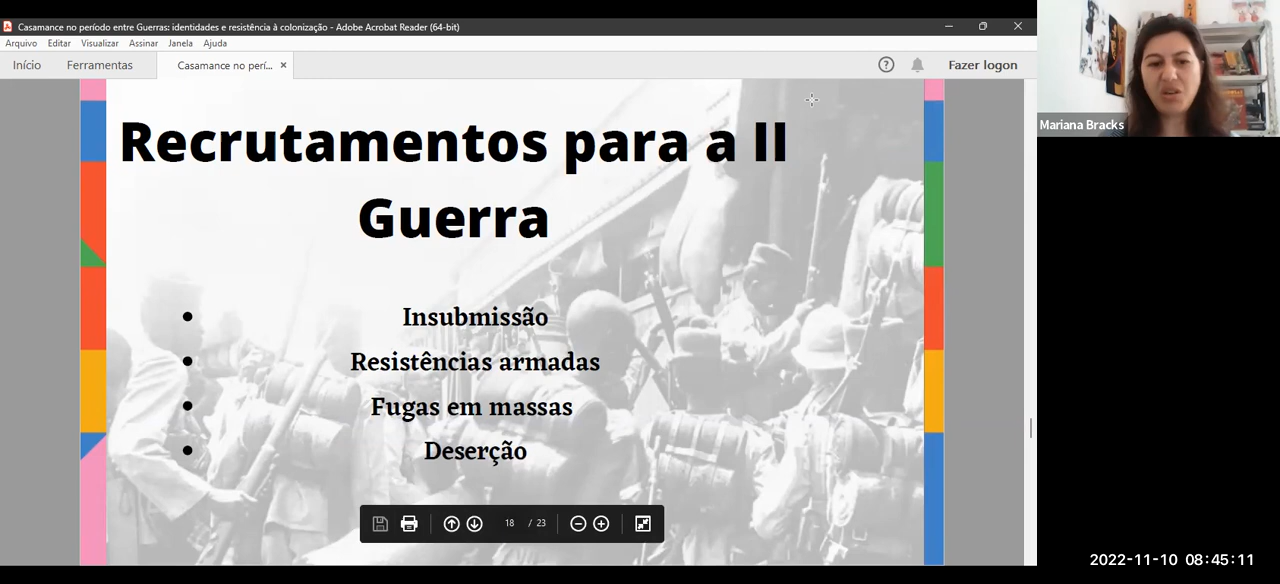 Casamance no período entre Guerras: identidades e resistência à colonização - Adobe Acrobat Reader (64-bit)
Arquivo Editar Visualizar Assinar Janela Ajuda
Início Ferramentas Casamance no perí... × Fazer logon
Mariana Bracks
Recrutamentos para a II
Guerra
• Insubmissão
• Resistências armadas
• Fugas em massas
• Deserção
18 / 23
2022-11-10 08:45:11